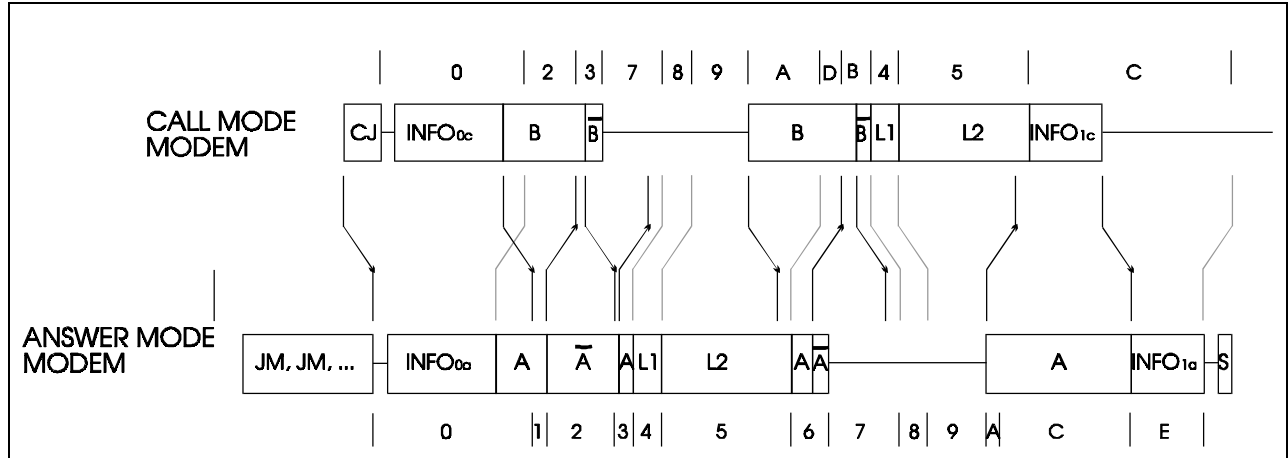 0 2 3 7 8 9 A D B 4 5 C
CALL MODE
MODEM
CJ INFO0c B B̅ B B̅ L1 L2 INFO1c
ANSWER MODE
MODEM
JM, JM, ... INFO0a A A̅ A L1 L2 A A̅ A INFO1a S
0 1 2 3 4 5 6 7 8 9 A C E